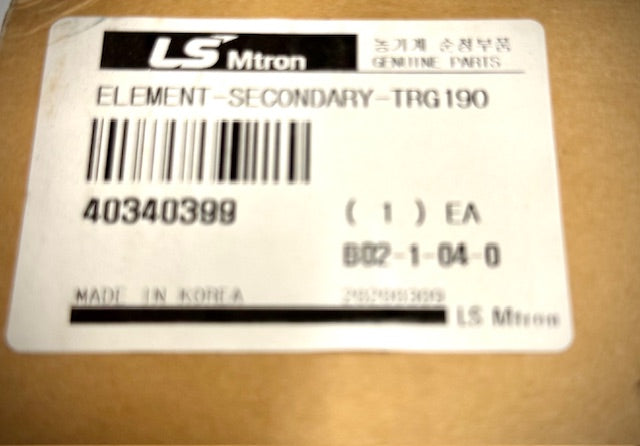 LS Mtron
농기계 순정부품
GENUINE PARTS
ELEMENT-SECONDARY-TRG190
40340399
( 1 ) EA
B02-1-04-0
MADE IN KOREA
LS Mtron